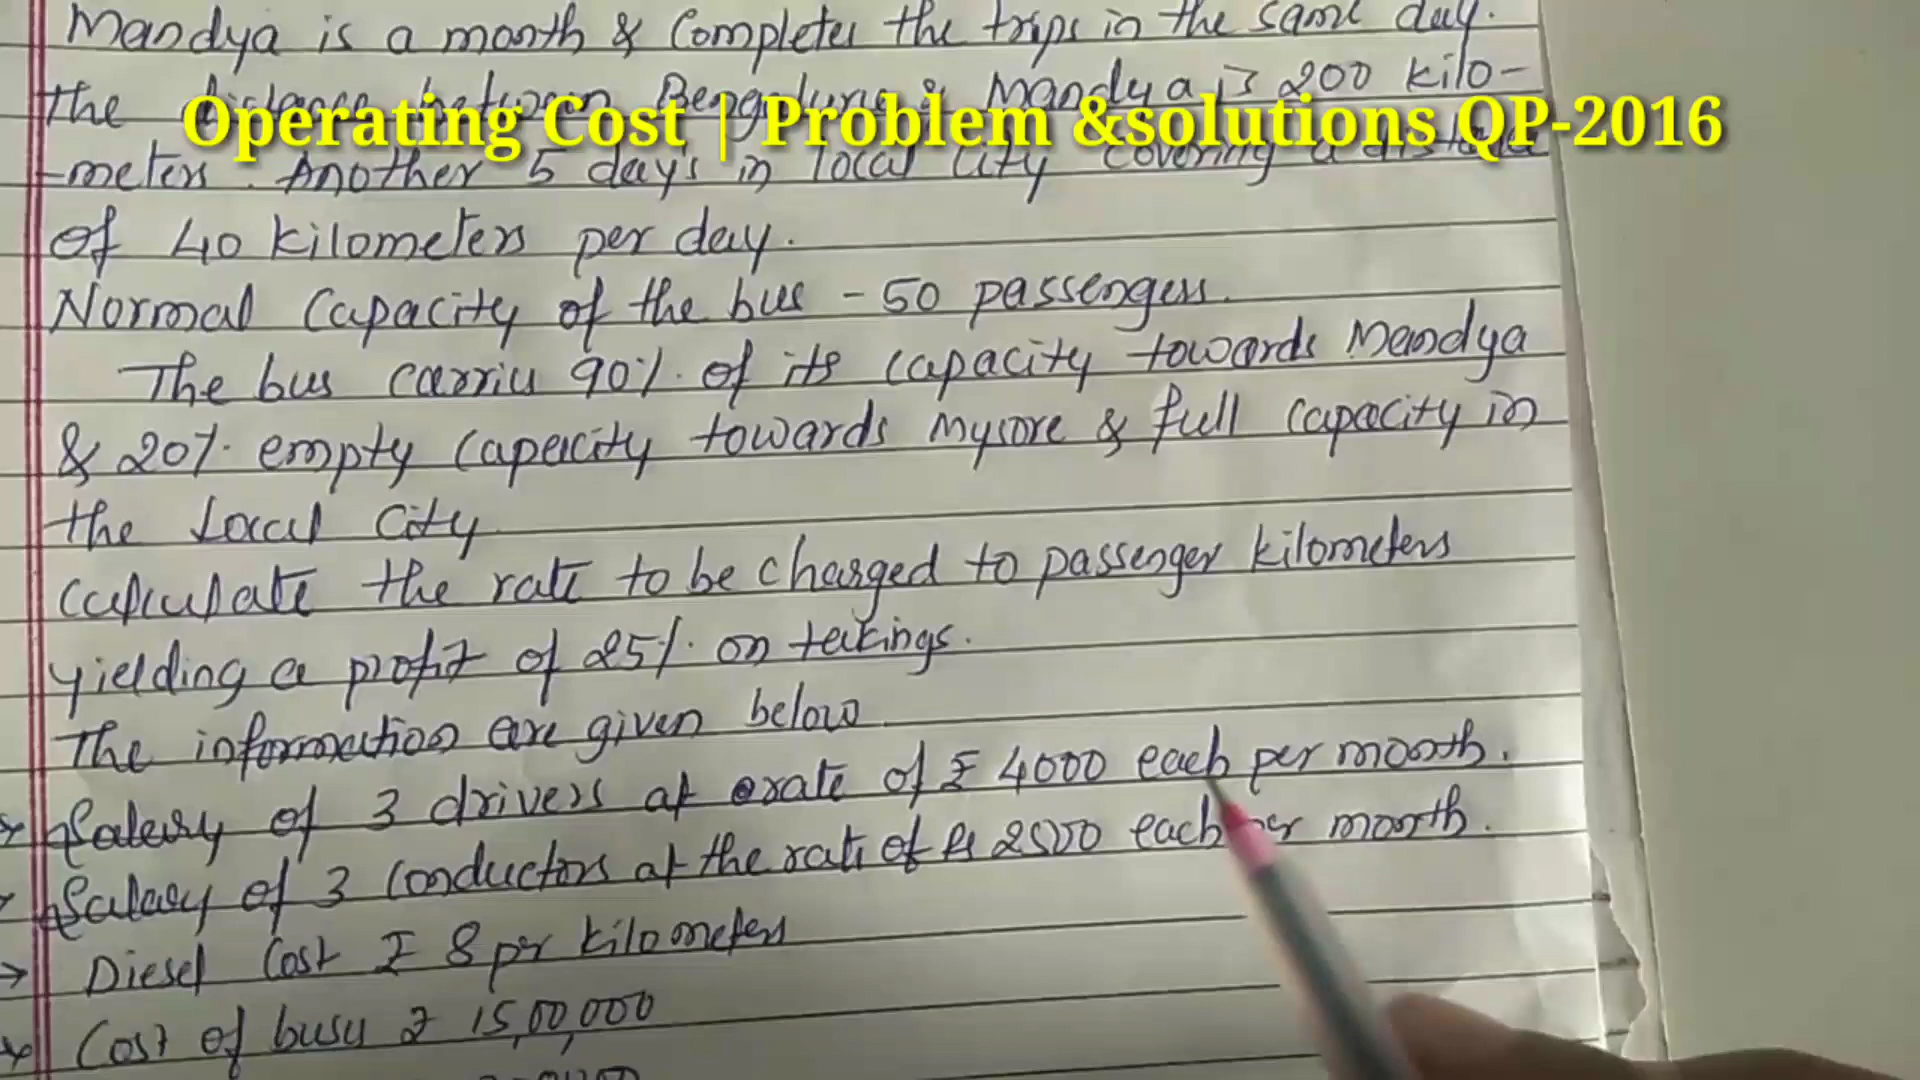 Mandya is a month & Completes the trips in the same day.
The distance between Bengaluru & Mandya is 200 kilo-
Operating Cost | Problem &solutions QP-2016
-meters. Another 5 days in local City covering a distance
of 40 kilometers per day.
Normal Capacity of the bus - 50 passengers.
The bus carries 90% of its capacity towards Mandya
& 20% empty capacity towards Mysore & full capacity in
the Local City
calculate the rate to be charged to passenger kilometers
yielding a profit of 25% on takings.
The information are given below
Salary of 3 drivers at a rate of ₹ 4000 each per month.
Salary of 3 Conductors at the rate of Rs each per month.
→ Diesel Cost ₹ 8 per kilometers
→ Cost of ₹ 15,00,000